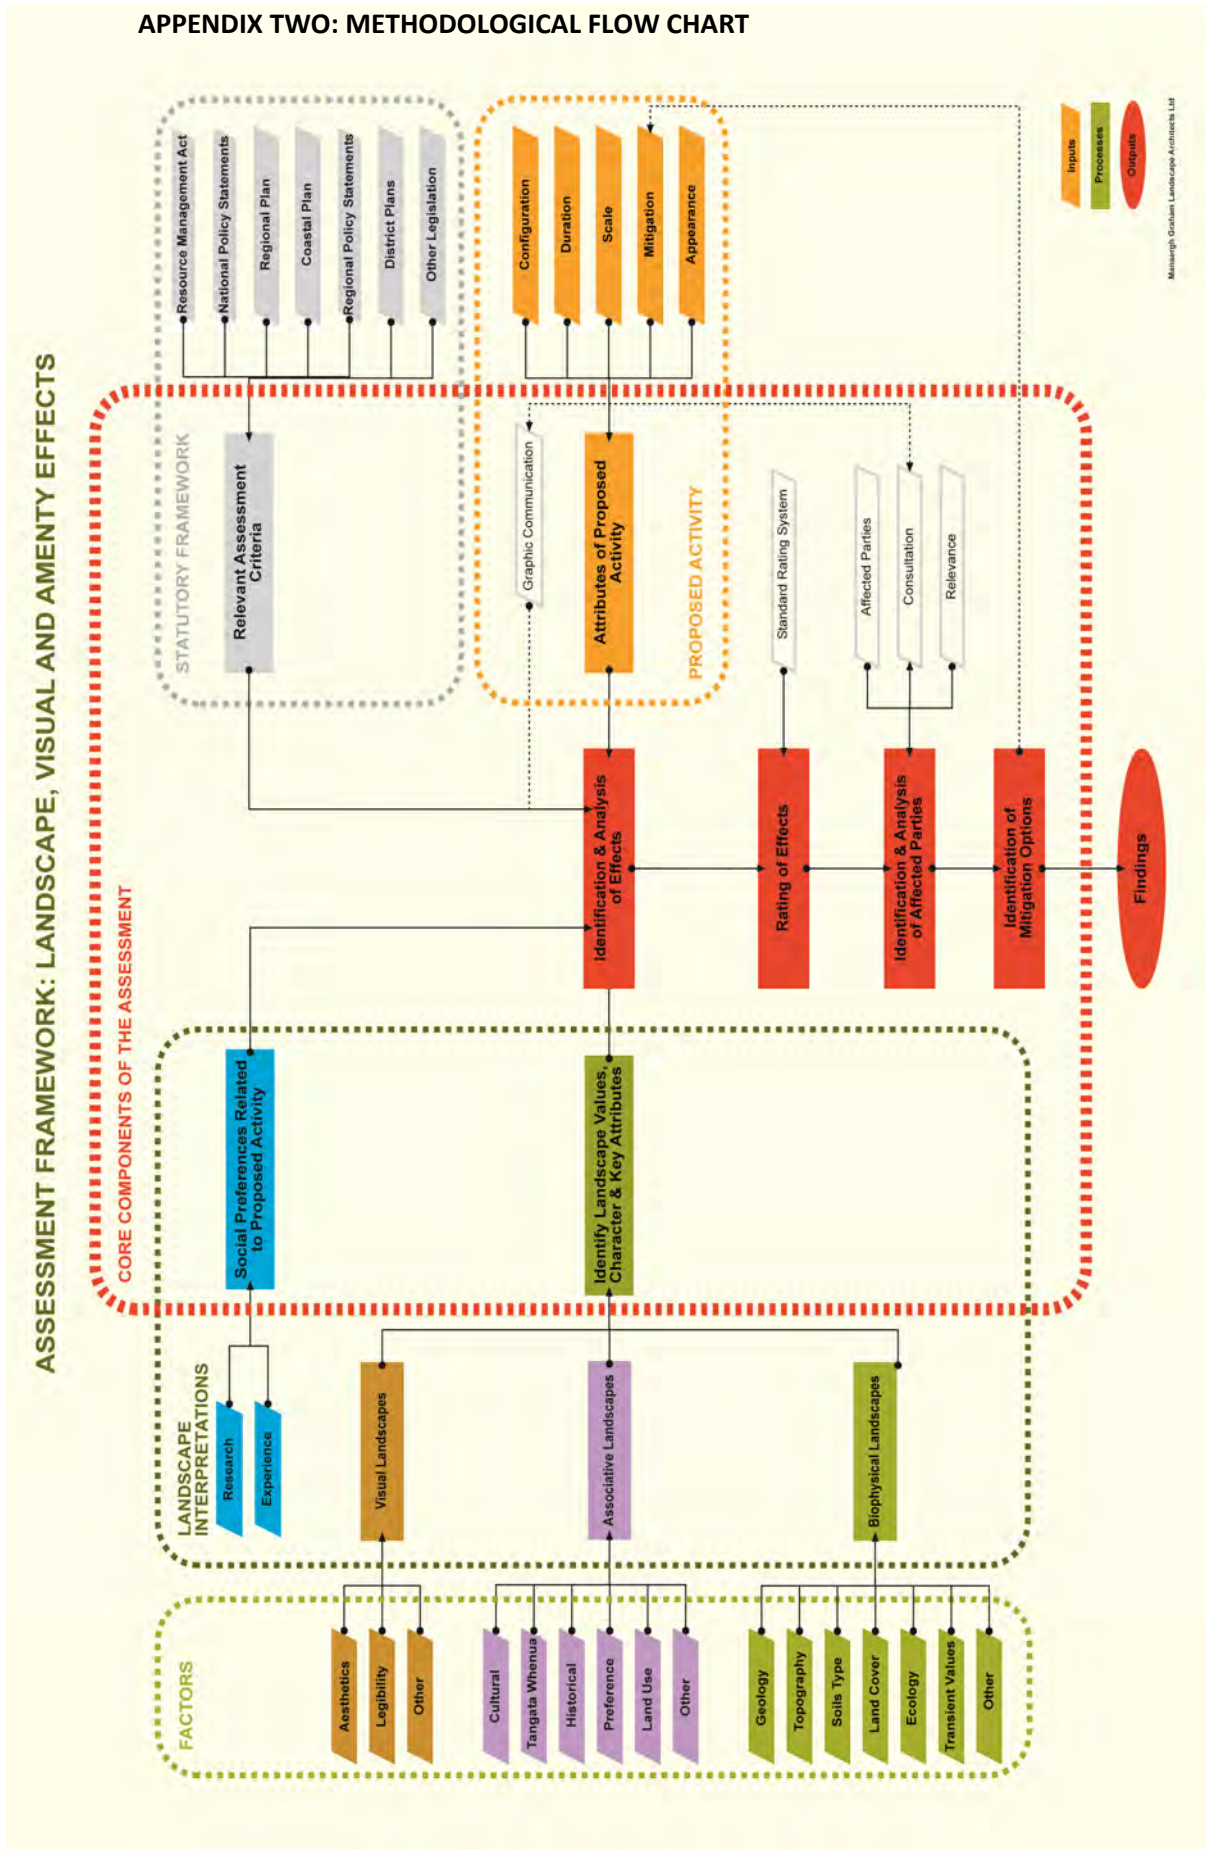 APPENDIX TWO: METHODOLOGICAL FLOW CHART
ASSESSMENT FRAMEWORK: LANDSCAPE, VISUAL AND AMENTY EFFECTS
CORE COMPONENTS OF THE ASSESSMENT
FACTORS
Aesthetics
Legibility
Other
Cultural
Tangata Whenua
Historical
Preference
Land Use
Other
Geology
Topography
Soils Type
Land Cover
Ecology
Transient Values
Other
LANDSCAPE
INTERPRETATIONS
Research
Experience
Visual Landscapes
Associative Landscapes
Biophysical Landscapes
Social Preferences Related
to Proposed Activity
Identify Landscape Values,
Character & Key Attributes
Identification & Analysis
of Effects
Rating of Effects
Identification & Analysis
of Affected Parties
Identification of
Mitigation Options
Findings
STATUTORY FRAMEWORK
Relevant Assessment
Criteria
Resource Management Act
National Policy Statements
Regional Plan
Coastal Plan
Regional Policy Statements
District Plans
Other Legislation
Graphic Communication
Attributes of Proposed
Activity
PROPOSED ACTIVITY
Configuration
Duration
Scale
Mitigation
Appearance
Standard Rating System
Affected Parties
Consultation
Relevance
Inputs
Processes
Outputs
Mansergh Graham Landscape Architects Ltd